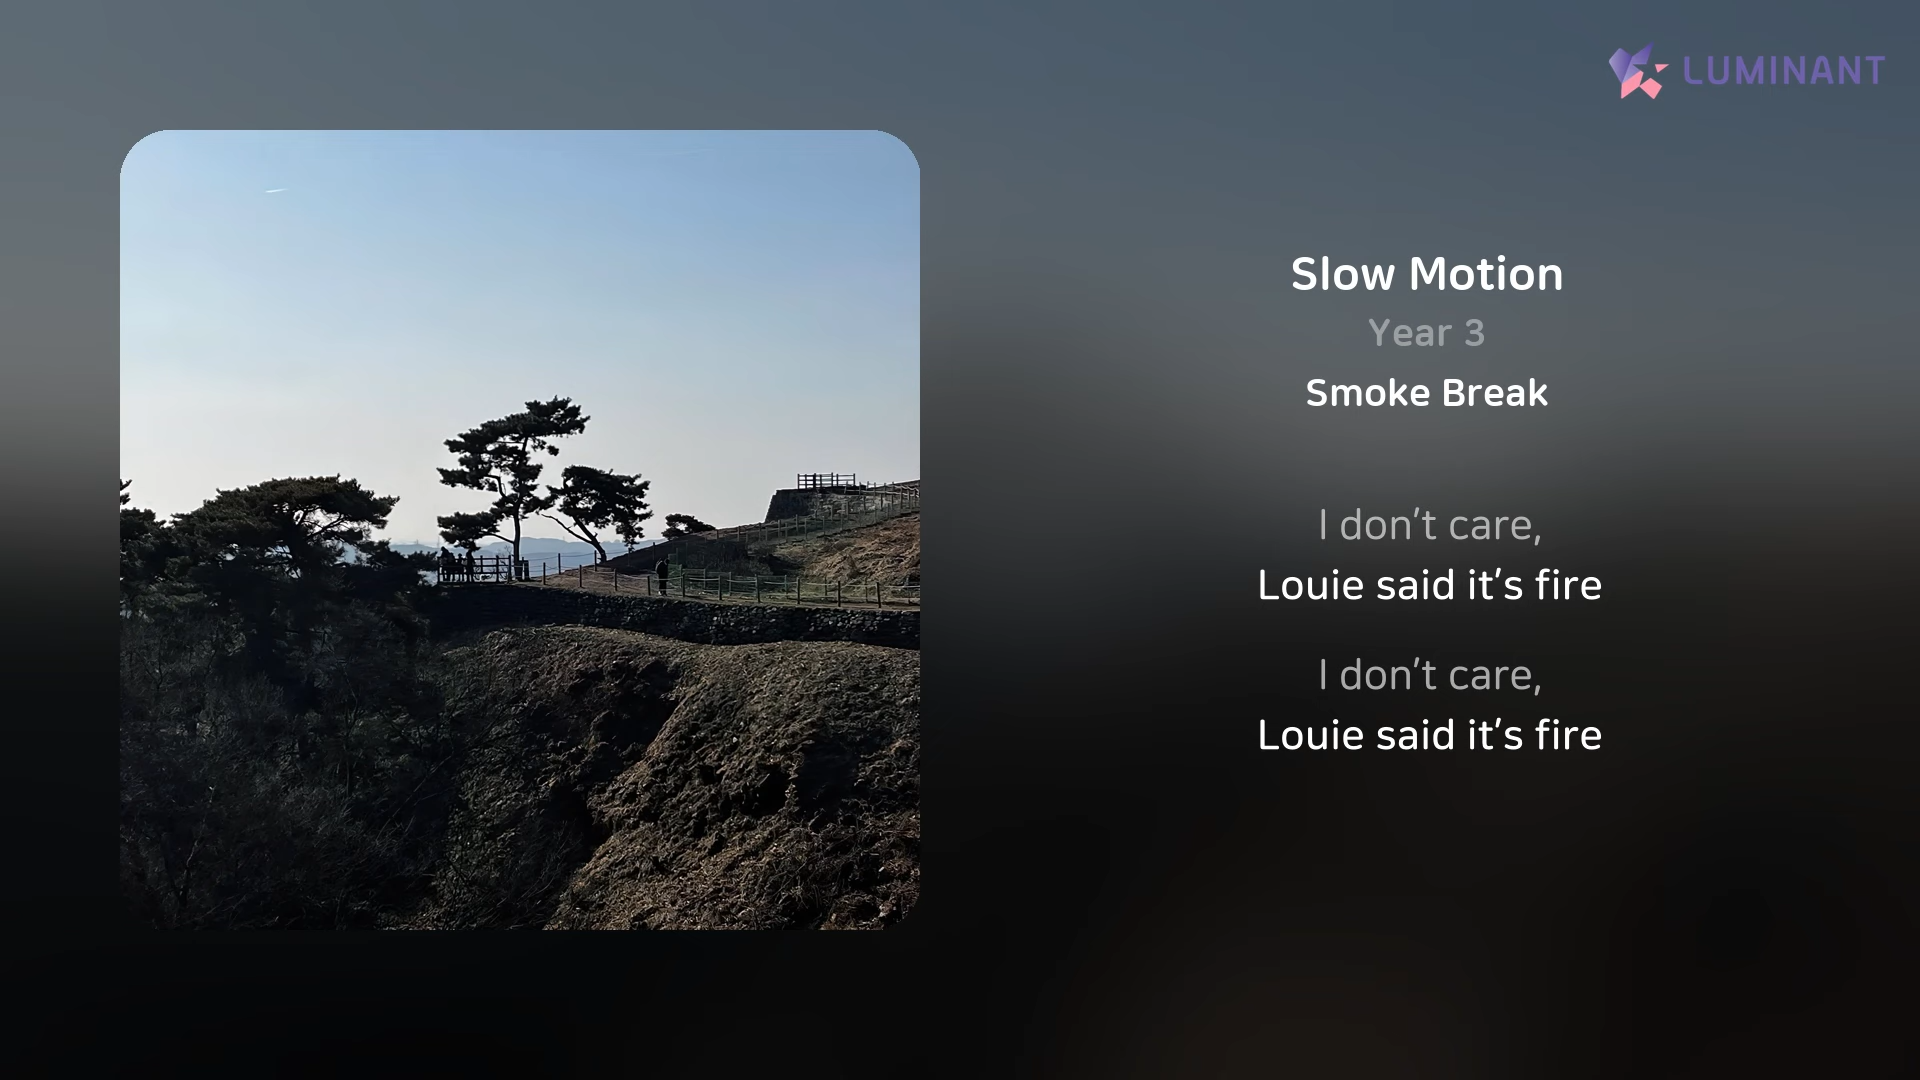 LUMINANT
Slow Motion
Year 3
Smoke Break
I don't care,
Louie said it's fire
I don't care,
Louie said it's fire